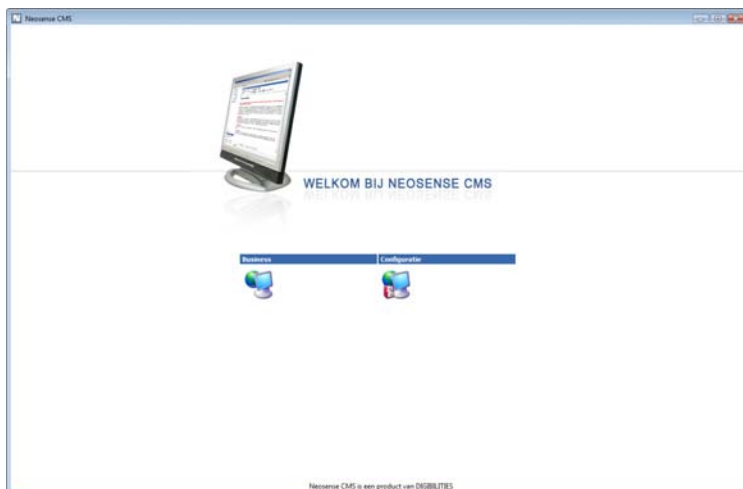 Neosense CMS
WELKOM BIJ NEOSENSE CMS
Business
Configuratie
Neosense CMS is een product van DIGIBILITIES